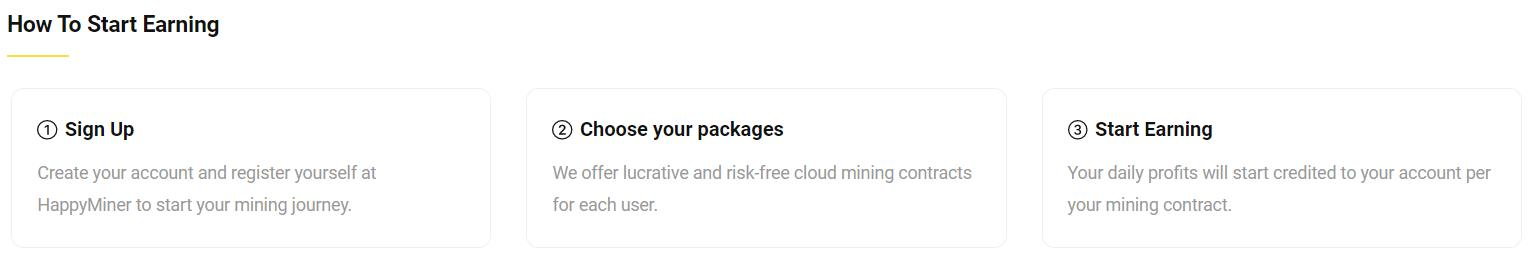 How To Start Earning
① Sign Up
Create your account and register yourself at
HappyMiner to start your mining journey.
② Choose your packages
We offer lucrative and risk-free cloud mining contracts
for each user.
③ Start Earning
Your daily profits will start credited to your account per
your mining contract.